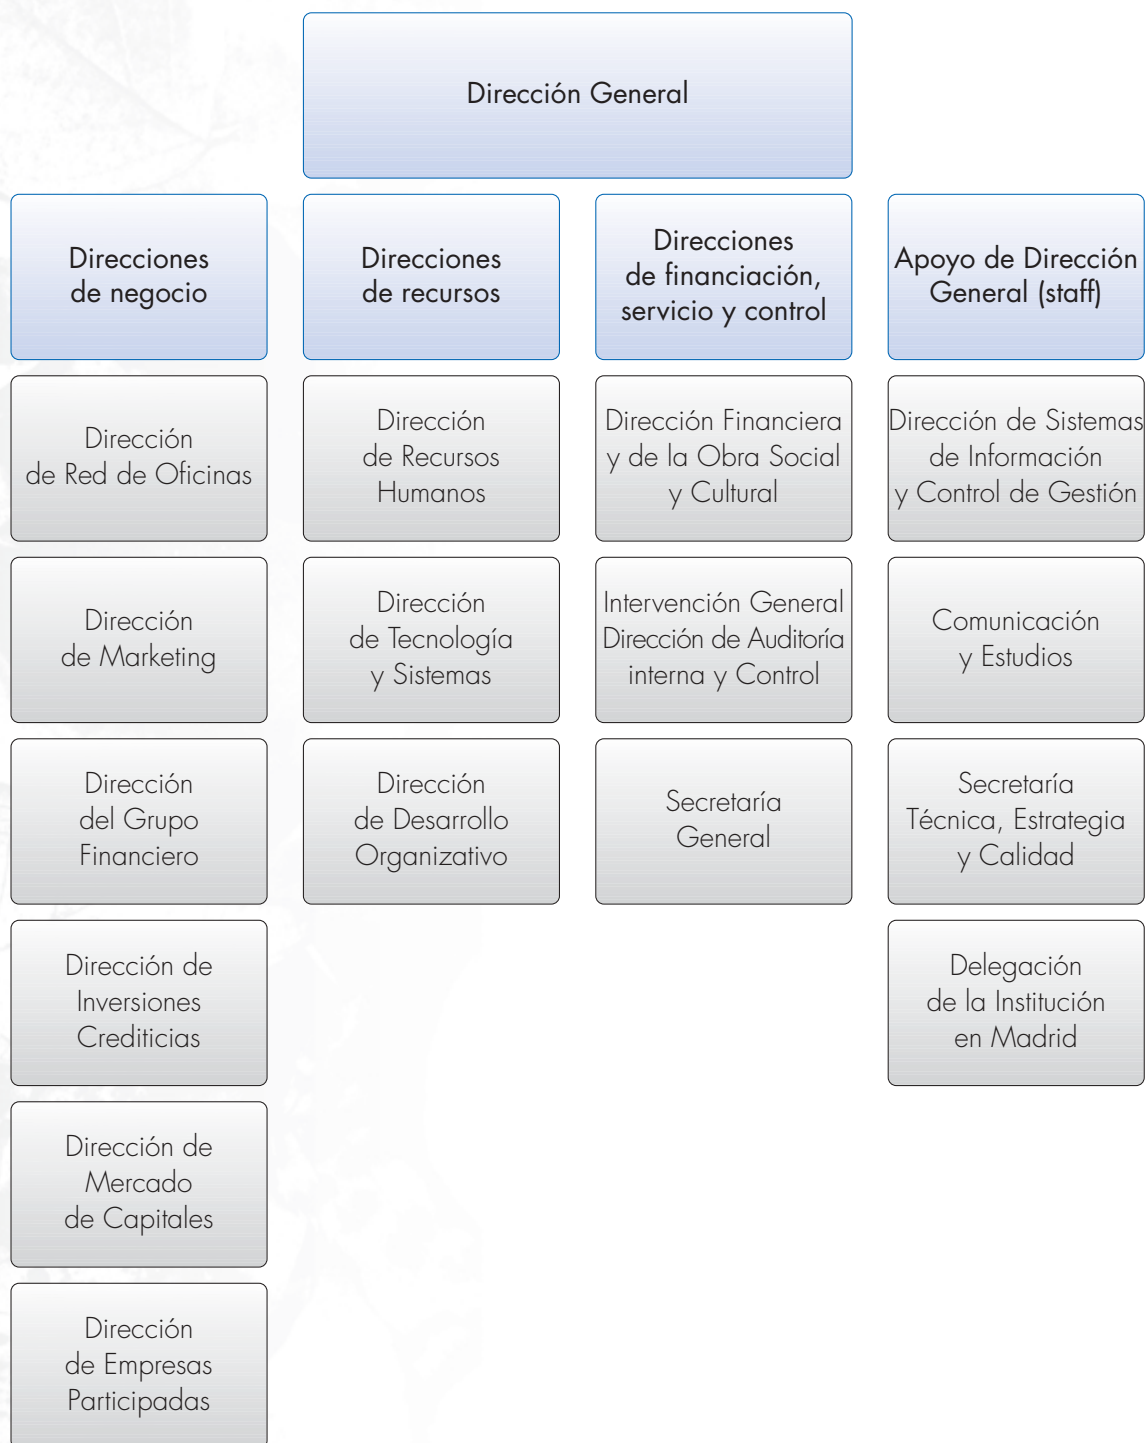 Dirección General
Direcciones
de negocio
Dirección
de Red de Oficinas
Dirección
de Marketing
Dirección
del Grupo
Financiero
Dirección de
Inversiones
Crediticias
Dirección de
Mercado
de Capitales
Dirección
de Empresas
Participadas
Direcciones
de recursos
Dirección
de Recursos
Humanos
Dirección
de Tecnología
y Sistemas
Dirección
de Desarrollo
Organizativo
Direcciones
de financiación,
servicio y control
Dirección Financiera
y de la Obra Social
y Cultural
Intervención General
Dirección de Auditoría
interna y Control
Secretaría
General
Apoyo de Dirección
General (staff)
Dirección de Sistemas
de Información
y Control de Gestión
Comunicación
y Estudios
Secretaría
Técnica, Estrategia
y Calidad
Delegación
de la Institución
en Madrid